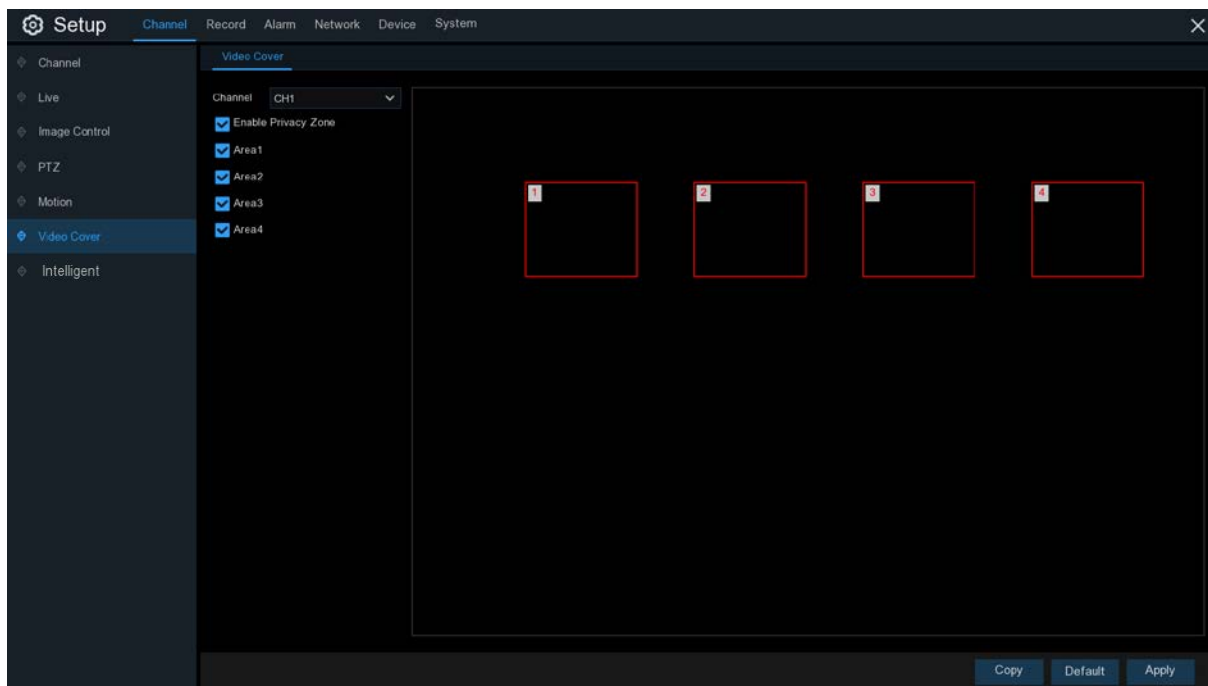 Setup Channel Record Alarm Network Device System
Channel
Live
Image Control
PTZ
Motion
Video Cover
Intelligent
Video Cover
Channel CH1
Enable Privacy Zone
Area1
Area2
Area3
Area4
1 2 3 4
Copy Default Apply